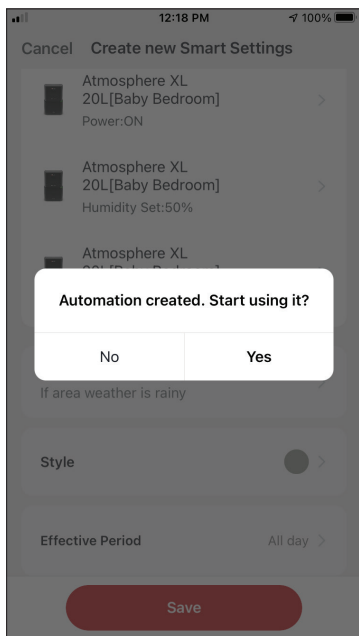 12:18 PM
100%
Cancel Create new Smart Settings
Atmosphere XL
20L[Baby Bedroom]
Power:ON
Atmosphere XL
20L[Baby Bedroom]
Humidity Set:50%
Atmosphere XL
Automation created. Start using it?
No Yes
If area weather is rainy
Style
Effective Period All day
Save